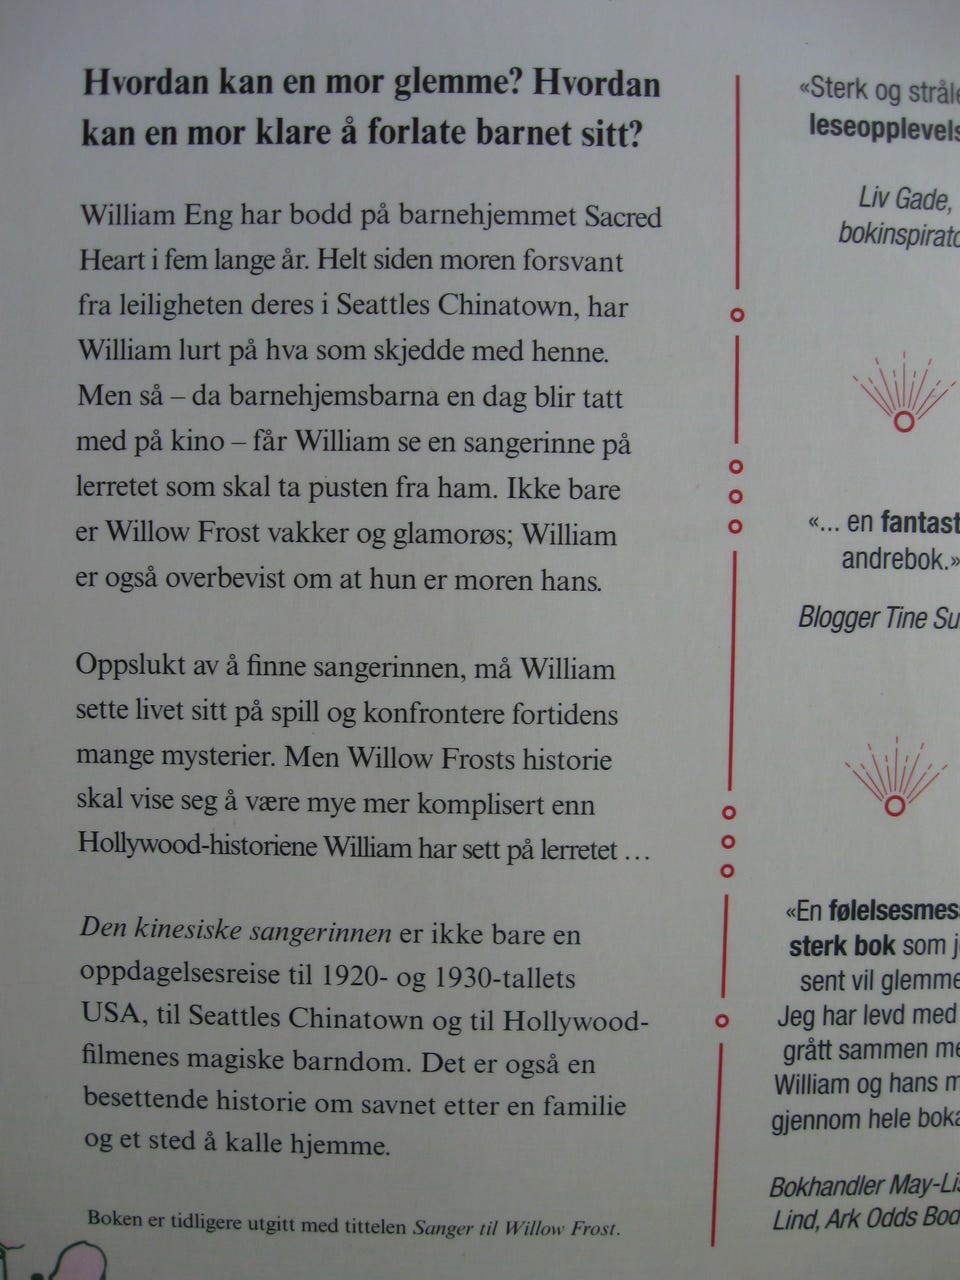 Hvordan kan en mor glemme? Hvordan
kan en mor klare å forlate barnet sitt?
William Eng har bodd på barnehjemmet Sacred
Heart i fem lange år. Helt siden moren forsvant
fra leiligheten deres i Seattles Chinatown, har
William lurt på hva som skjedde med henne.
Men så – da barnehjemsbarna en dag blir tatt
med på kino – får William se en sangerinne på
lerretet som skal ta pusten fra ham. Ikke bare
er Willow Frost vakker og glamorøs; William
er også overbevist om at hun er moren hans.
Oppslukt av å finne sangerinnen, må William
sette livet sitt på spill og konfrontere fortidens
mange mysterier. Men Willow Frosts historie
skal vise seg å være mye mer komplisert enn
Hollywood-historiene William har sett på lerretet …
Den kinesiske sangerinnen er ikke bare en
oppdagelsesreise til 1920- og 1930-tallets
USA, til Seattles Chinatown og til Hollywood-
filmenes magiske barndom. Det er også en
besettende historie om savnet etter en familie
og et sted å kalle hjemme.
Boken er tidligere utgitt med tittelen Sanger til Willow Frost.
«Sterk og
Liv Gade,
«... en
andrebok.»
Blogger Tine
«En
sterk bok som
sent vil
Jeg har levd med
grått sammen
William og hans
gjennom hele
Bokhandler
Lind, Ark Odds